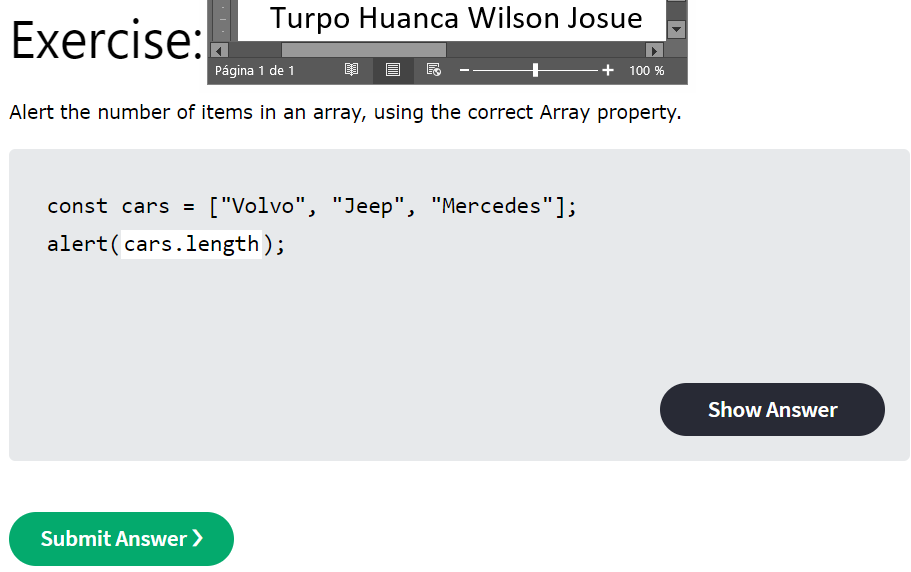 Turpo Huanca Wilson Josue
Exercise:
Página 1 de 1
100 %
Alert the number of items in an array, using the correct Array property.
const cars = ["Volvo", "Jeep", "Mercedes"];
alert(cars.length);
Show Answer
Submit Answer ❯